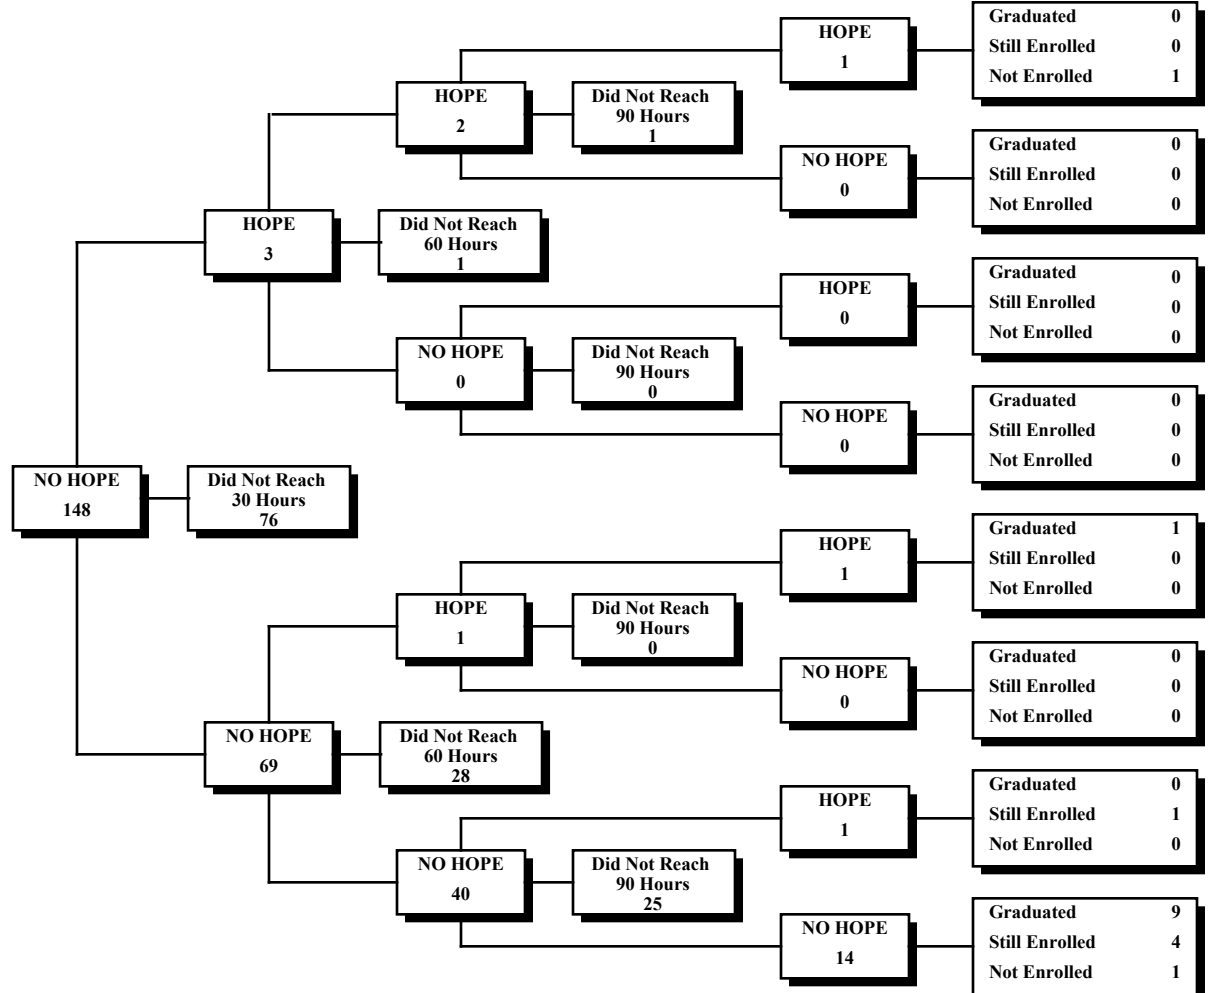 HOPE
1
Graduated 0
Still Enrolled 0
Not Enrolled 1
HOPE
2
Did Not Reach
90 Hours
1
NO HOPE
0
Graduated 0
Still Enrolled 0
Not Enrolled 0
HOPE
3
Did Not Reach
60 Hours
1
HOPE
0
Graduated 0
Still Enrolled 0
Not Enrolled 0
NO HOPE
0
Did Not Reach
90 Hours
0
NO HOPE
0
Graduated 0
Still Enrolled 0
Not Enrolled 0
NO HOPE
148
Did Not Reach
30 Hours
76
HOPE
1
Graduated 1
Still Enrolled 0
Not Enrolled 0
HOPE
1
Did Not Reach
90 Hours
0
NO HOPE
0
Graduated 0
Still Enrolled 0
Not Enrolled 0
NO HOPE
69
Did Not Reach
60 Hours
28
HOPE
1
Graduated 0
Still Enrolled 1
Not Enrolled 0
NO HOPE
40
Did Not Reach
90 Hours
25
NO HOPE
14
Graduated 9
Still Enrolled 4
Not Enrolled 1